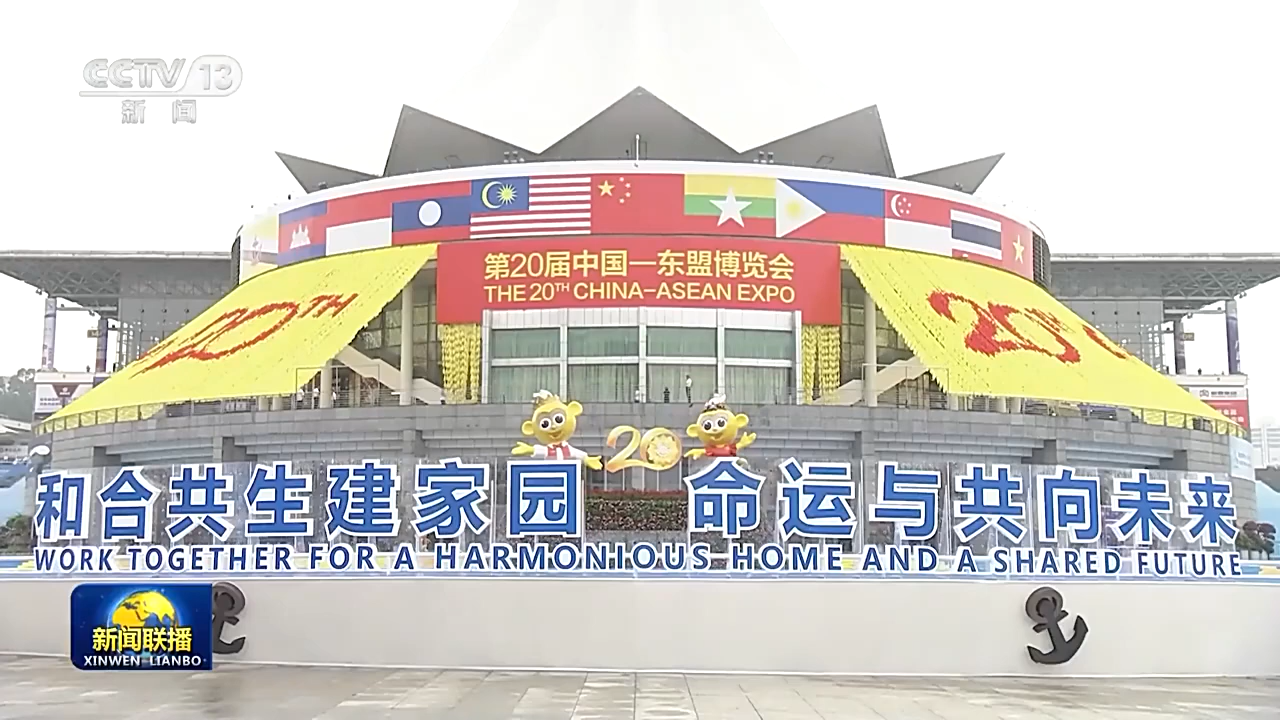 CCTV 13
新闻
第20届中国—东盟博览会
THE 20TH CHINA-ASEAN EXPO
20TH
20TH
20
和合共生建家园 命运与共向未来
WORK TOGETHER FOR A HARMONIOUS HOME AND A SHARED FUTURE
新闻联播
XINWEN LIANBO